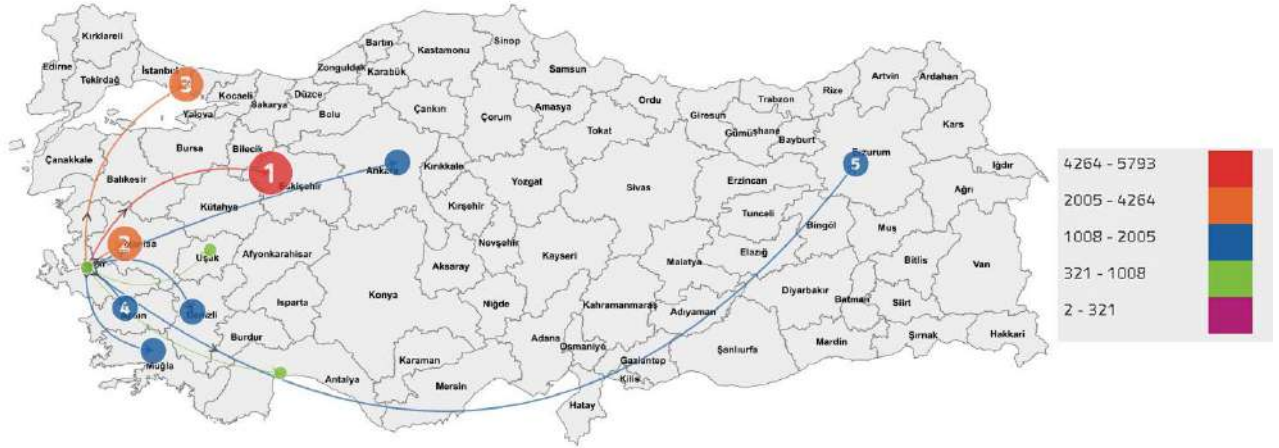 Kırklareli
Edirne
Tekirdağ
İstanbul
3
Kocaeli
Yalova
Sakarya
Düzce
Zonguldak
Bartın
Karabük
Kastamonu
Sinop
Samsun
Bolu
Çankırı
Çorum
Amasya
Tokat
Ordu
Giresun
Trabzon
Gümüşhane
Bayburt
Rize
Artvin
Ardahan
Kars
Iğdır
Ağrı
Erzurum
5
Çanakkale
Balıkesir
Bursa
Bilecik
1
Eskişehir
Kütahya
Ankara
Kırıkkale
Kırşehir
Yozgat
Sivas
Erzincan
Tunceli
Bingöl
Muş
Bitlis
Van
2
Uşak
Afyonkarahisar
Konya
Aksaray
Nevşehir
Kayseri
Niğde
Malatya
Elazığ
Diyarbakır
Batman
Siirt
Şırnak
Hakkari
4
Isparta
Burdur
Muğla
Antalya
Karaman
Mersin
Adana
Osmaniye
Kahramanmaraş
Adıyaman
Gaziantep
Kilis
Hatay
Şanlıurfa
Mardin
4264 - 5793
2005 - 4264
1008 - 2005
321 - 1008
2 - 321